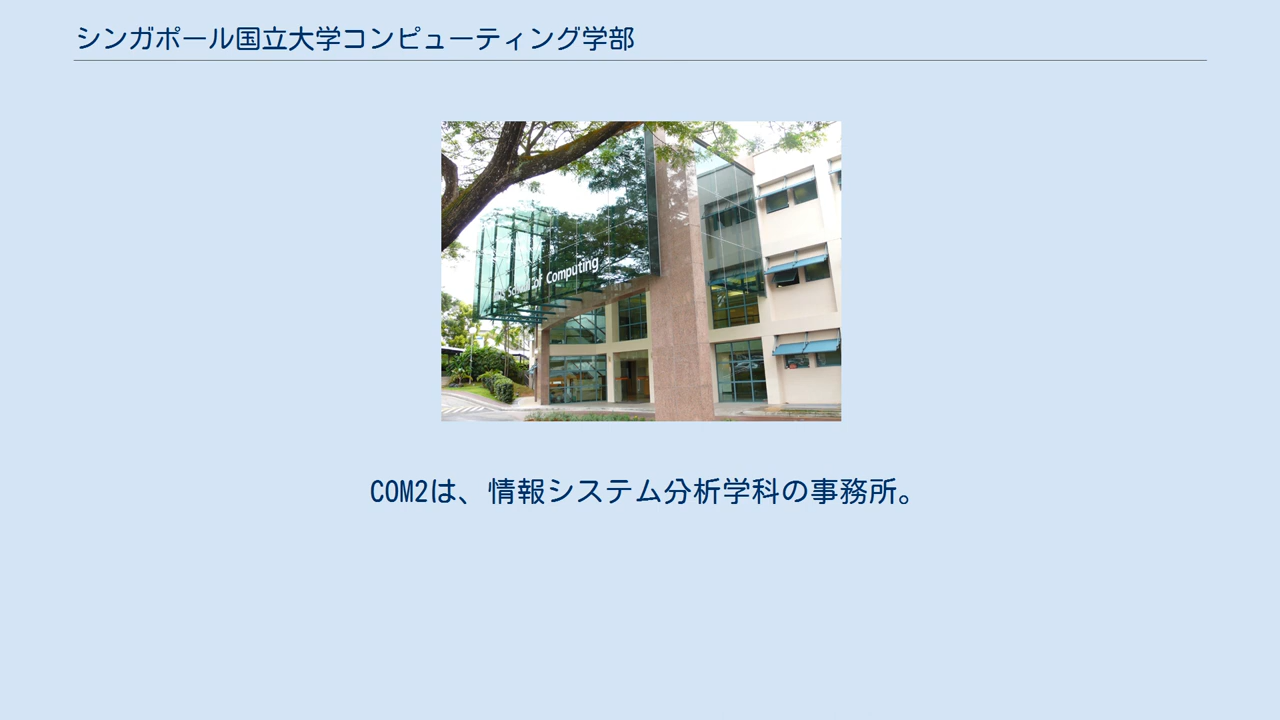 シンガポール国立大学コンピューティング学部
School of Computing
COM2は、情報システム分析学科の事務所。